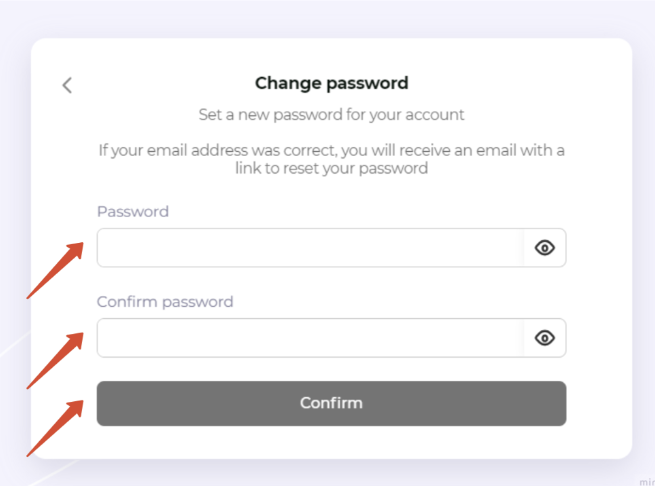 Change password
Set a new password for your account
If your email address was correct, you will receive an email with a
link to reset your password
Password
Confirm password
Confirm